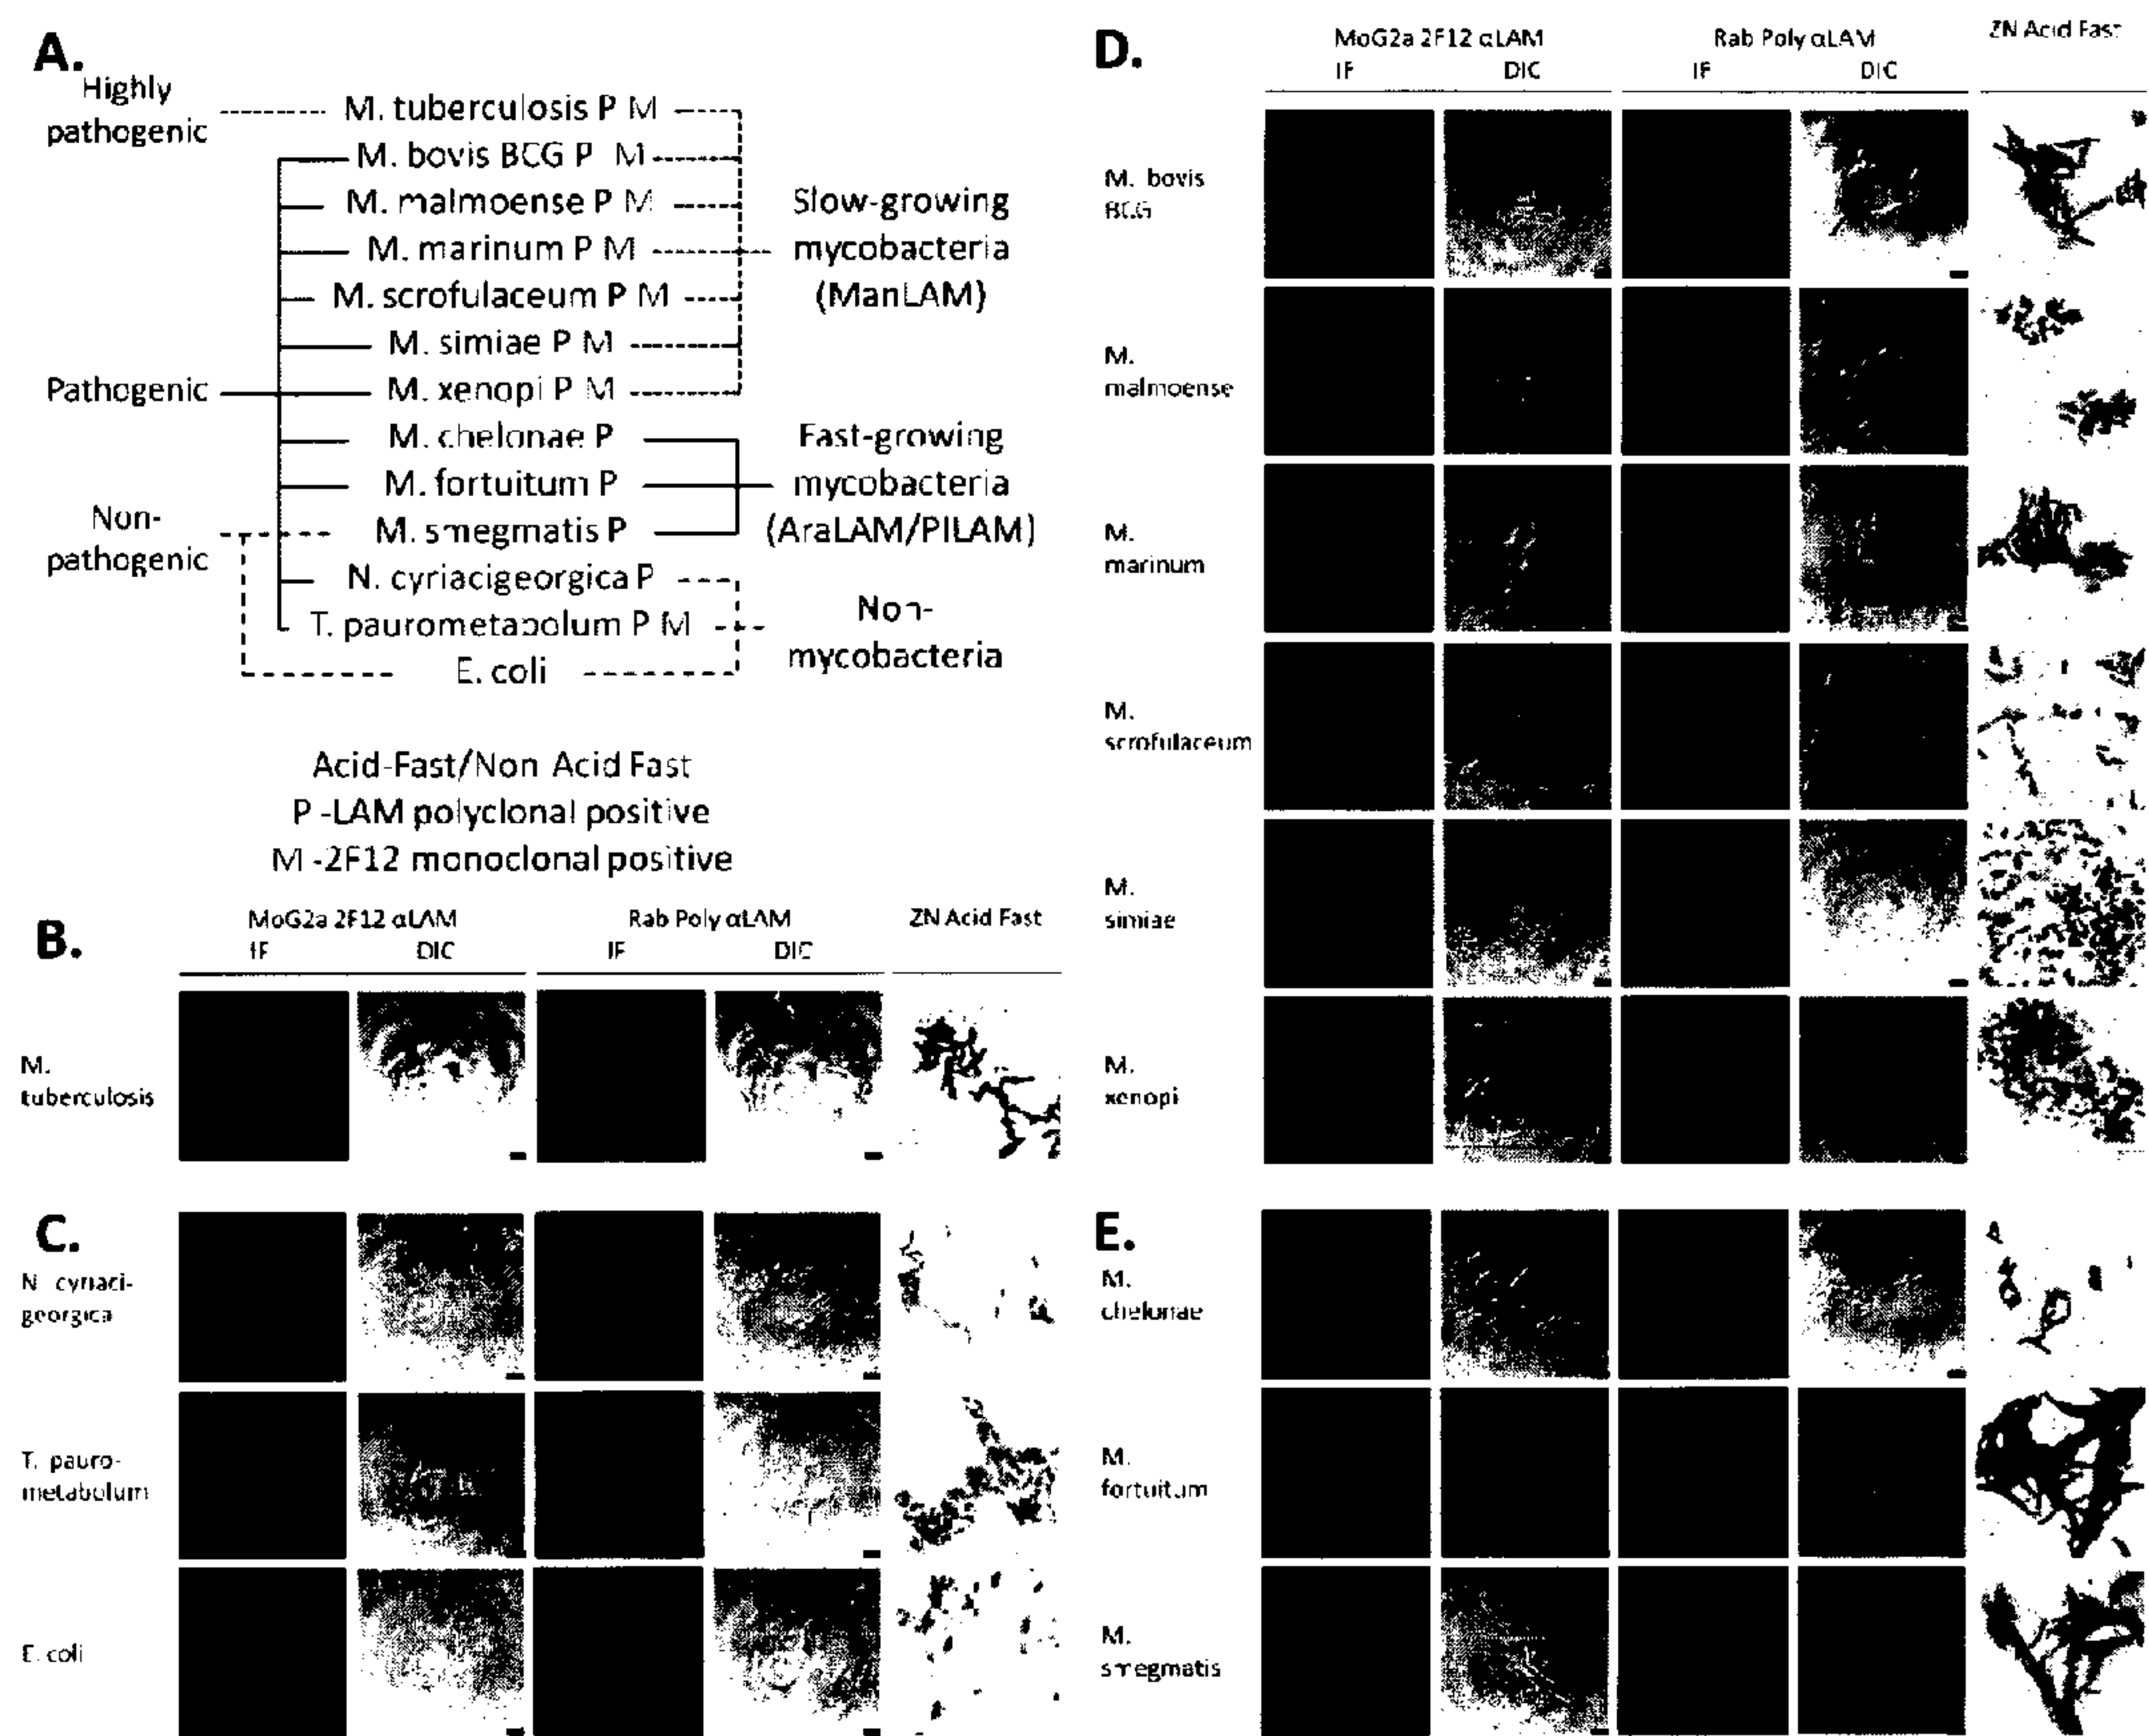 A.
Highly
pathogenic
M. tuberculosis P M
M. bovis BCG P M
M. malmoense P M
M. marinum P M
M. scrofulaceum P M
M. simiae P M
M. xenopi P M
M. chelonae P
M. fortuitum P
M. smegmatis P
N. cyriacigeorgica P
T. paurometabolum P M
E. coli
Pathogenic
Non-
pathogenic
Slow-growing
mycobacteria
(ManLAM)
Fast-growing
mycobacteria
(AraLAM/PILAM)
Non-
mycobacteria
Acid-Fast/Non Acid Fast
P -LAM polyclonal positive
M -2F12 monoclonal positive
B.
MoG2a 2F12 αLAM
Rab Poly αLAM
ZN Acid Fast
IF
DIC
IF
DIC
M.
tuberculosis
C.
N cyriaci-
georgica
T. pauro-
metabolum
E. coli
D.
MoG2a 2F12 αLAM
Rab Poly αLAM
ZN Acid Fast
IF
DIC
IF
DIC
M. bovis
BCG
M.
malmoense
M.
marinum
M.
scrofulaceum
M.
simiae
M.
xenopi
E.
M.
chelonae
M.
fortuitum
M.
smegmatis